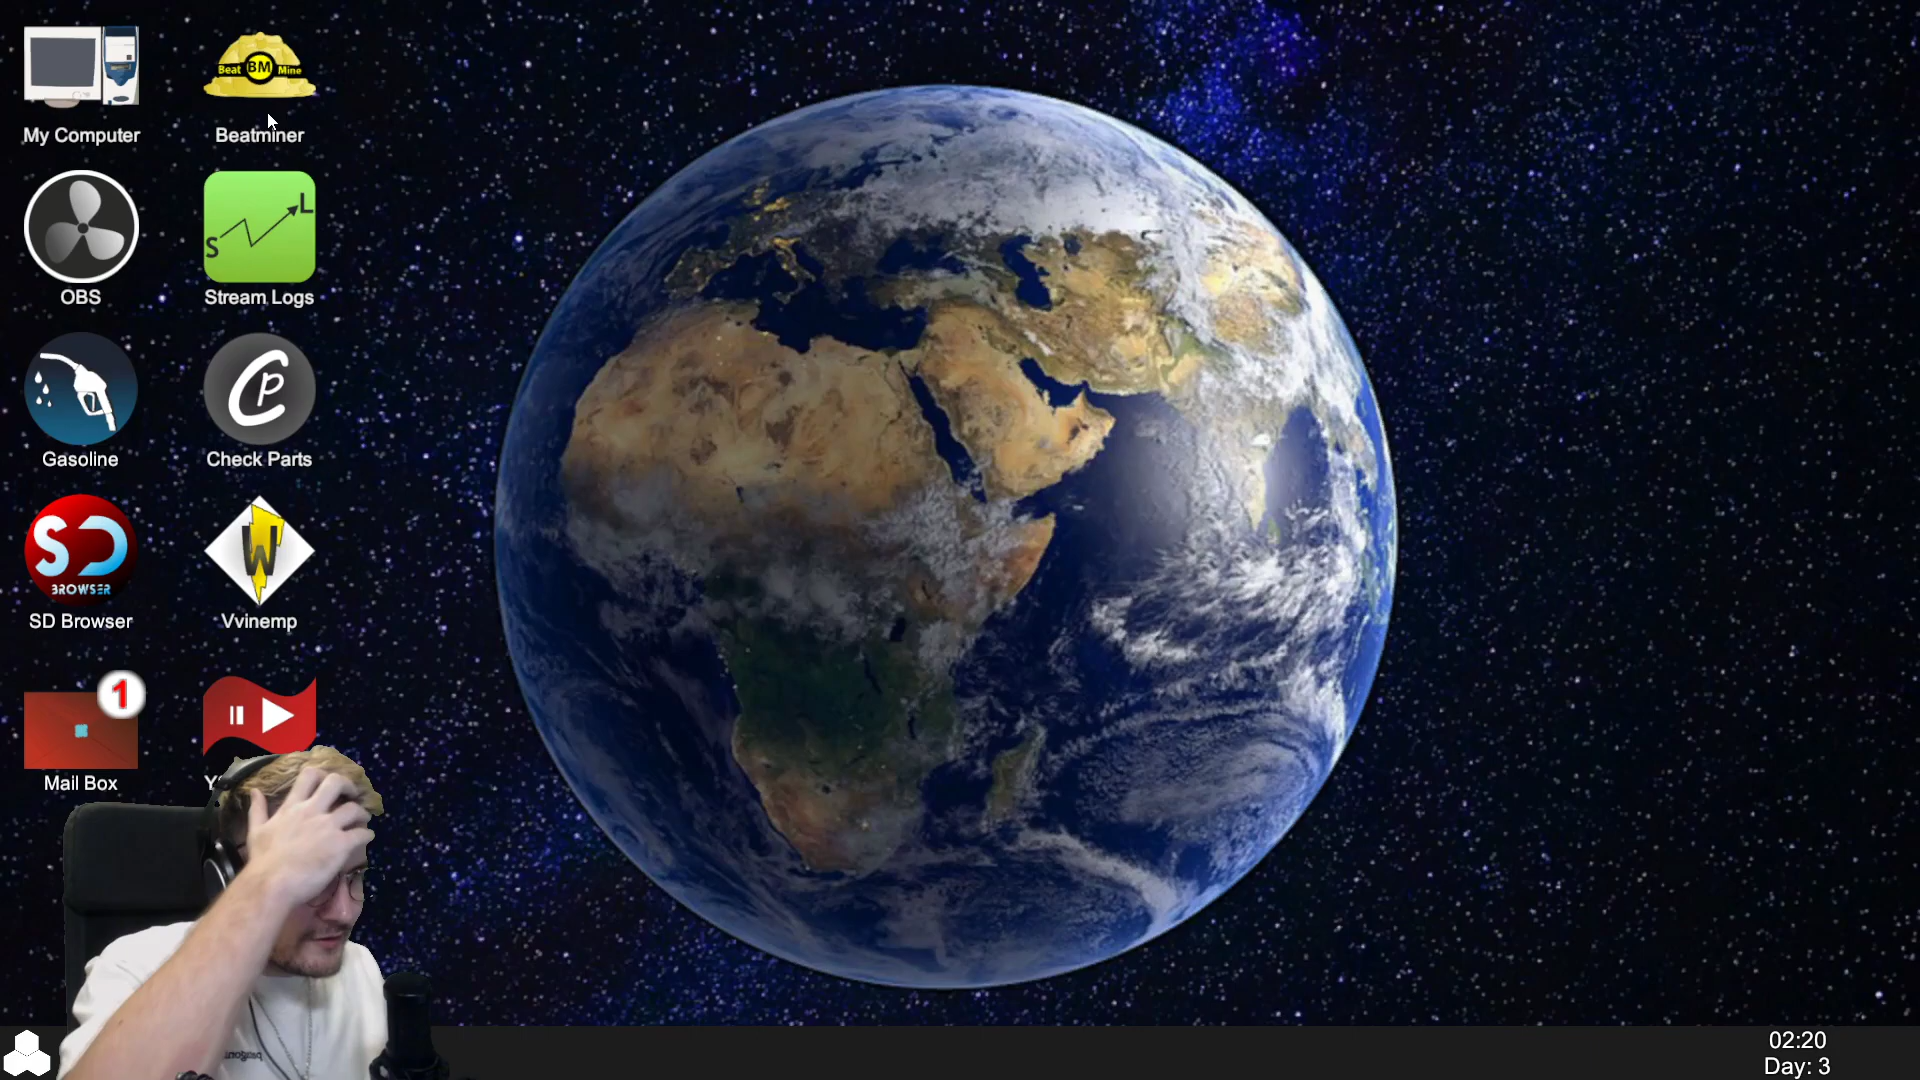 My Computer
Beat BM Mine
Beatminer
OBS
S L
Stream Logs
Gasoline
CP
Check Parts
SD
BROWSER
SD Browser
W
Vvinemp
1
Mail Box
02:20
Day: 3